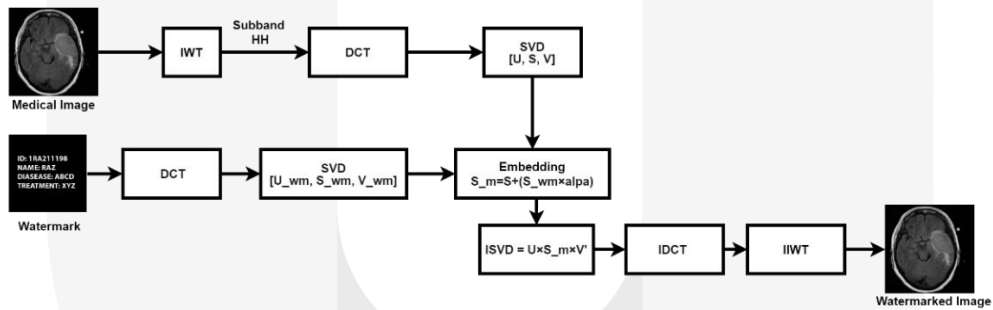 Medical Image
IWT
Subband
HH
DCT
SVD
[U, S, V]
ID: 1RA211198
NAME: RAZ
DIASEASE: ABCD
TREATMENT: XYZ
Watermark
DCT
SVD
[U_wm, S_wm, V_wm]
Embedding
S_m=S+(S_wm×alpa)
ISVD = U×S_m×V'
IDCT
IIWT
Watermarked Image